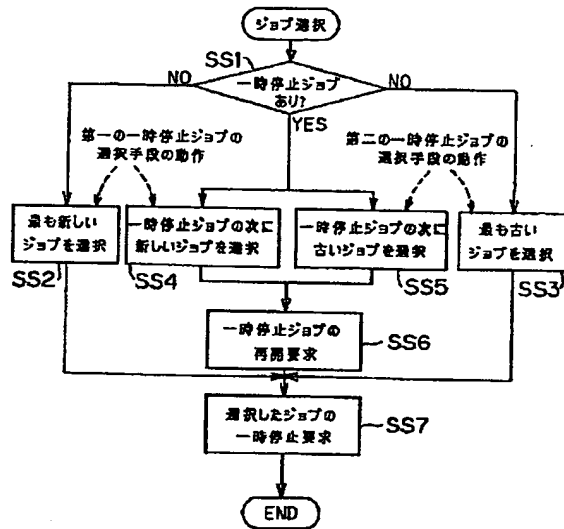 ジョブ選択
SS1
一時停止ジョブ
あり?
NO
NO
YES
第一の一時停止ジョブの
選択手段の動作
第二の一時停止ジョブの
選択手段の動作
最も新しい
ジョブを選択
一時停止ジョブの次に
新しいジョブを選択
一時停止ジョブの次に
古いジョブを選択
最も古い
ジョブを選択
SS2
SS4
SS5
SS3
一時停止ジョブの
再開要求
SS6
選択したジョブの
一時停止要求
SS7
END